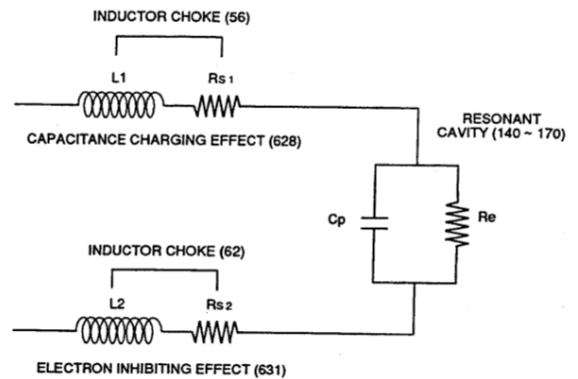 INDUCTOR CHOKE (56)
L1
Rs1
CAPACITANCE CHARGING EFFECT (628)
RESONANT
CAVITY (140 ~ 170)
Cp
Re
INDUCTOR CHOKE (62)
L2
Rs2
ELECTRON INHIBITING EFFECT (631)